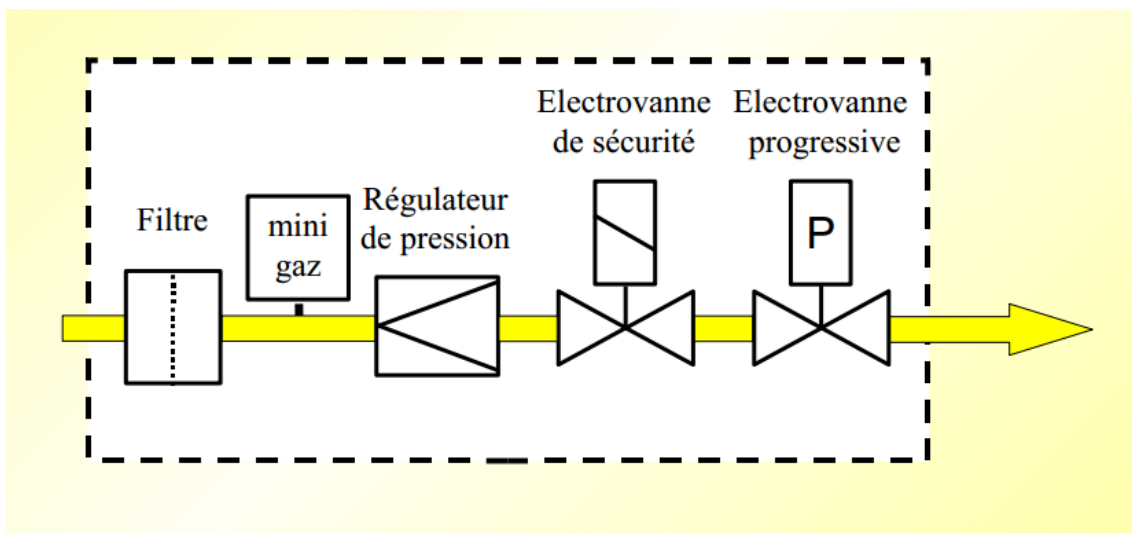 Electrovanne
de sécurité
Electrovanne
progressive
Filtre
mini
gaz
Régulateur
de pression
P